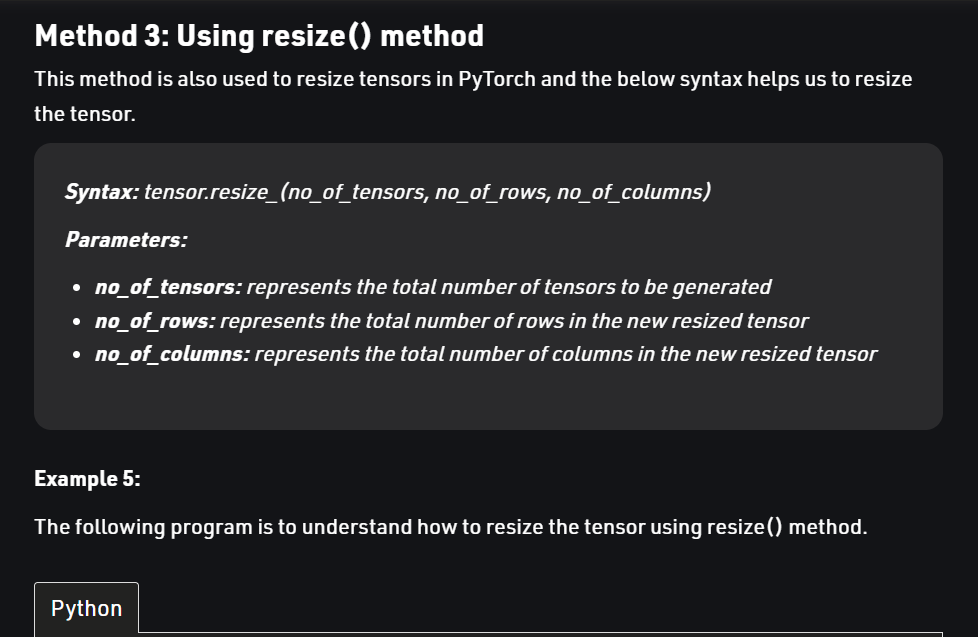 Method 3: Using resize() method
This method is also used to resize tensors in PyTorch and the below syntax helps us to resize
the tensor.
Syntax: tensor.resize_(no_of_tensors, no_of_rows, no_of_columns)
Parameters:
• no_of_tensors: represents the total number of tensors to be generated
• no_of_rows: represents the total number of rows in the new resized tensor
• no_of_columns: represents the total number of columns in the new resized tensor
Example 5:
The following program is to understand how to resize the tensor using resize() method.
Python